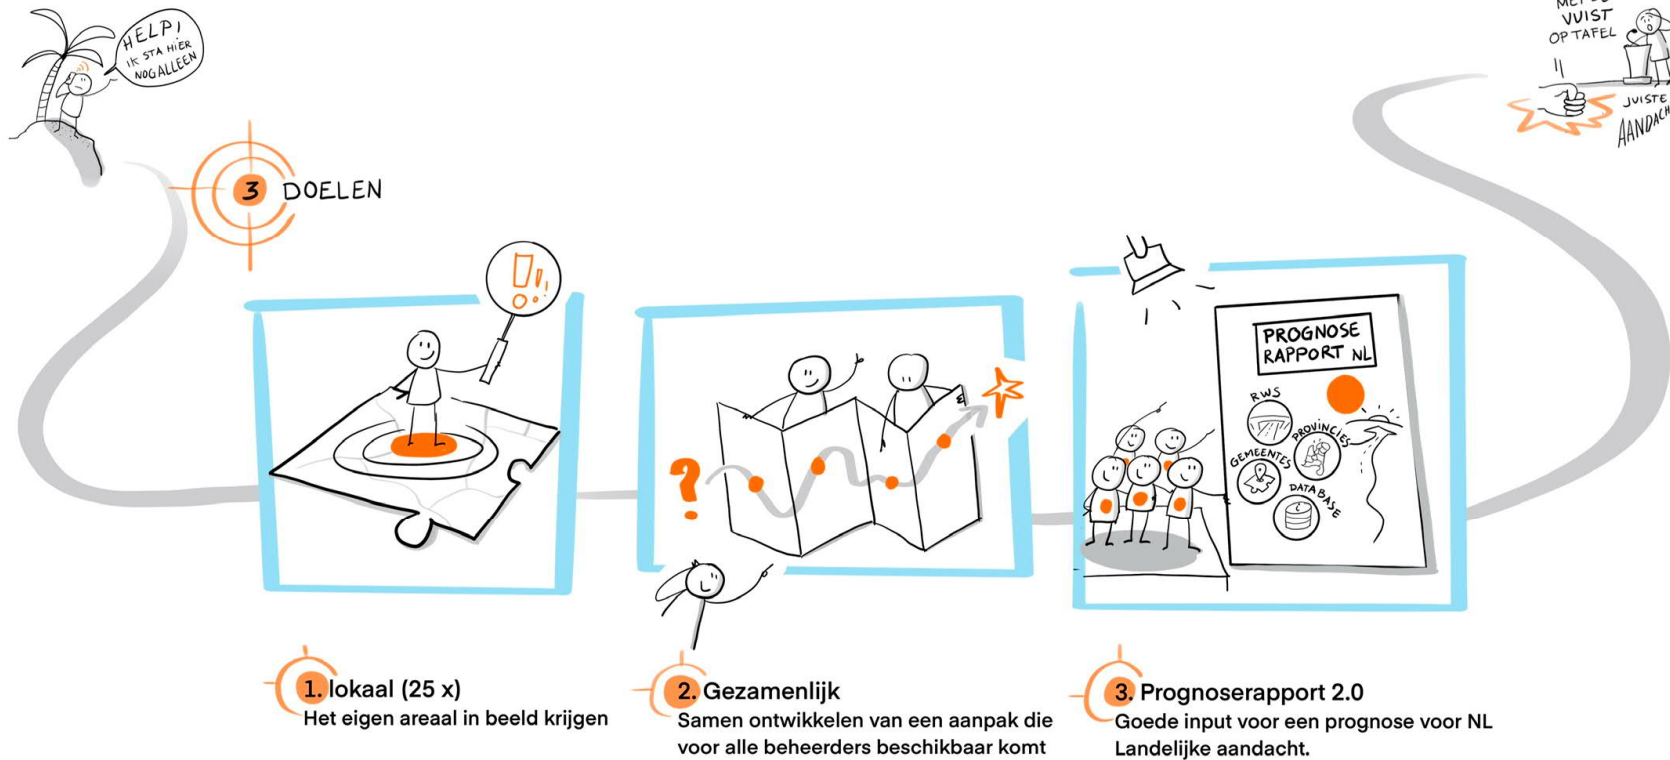 HELP!
IK STA HIER
NOG ALLEEN
VUIST
OP TAFEL
JUISTE
AANDACH
3 DOELEN
PROGNOSE
RAPPORT NL
RWS
PROVINCIES
GEMEENTES
DATABASE
1. lokaal (25 x)
Het eigen areaal in beeld krijgen
2. Gezamenlijk
Samen ontwikkelen van een aanpak die
voor alle beheerders beschikbaar komt
3. Prognoserapport 2.0
Goede input voor een prognose voor NL
Landelijke aandacht.